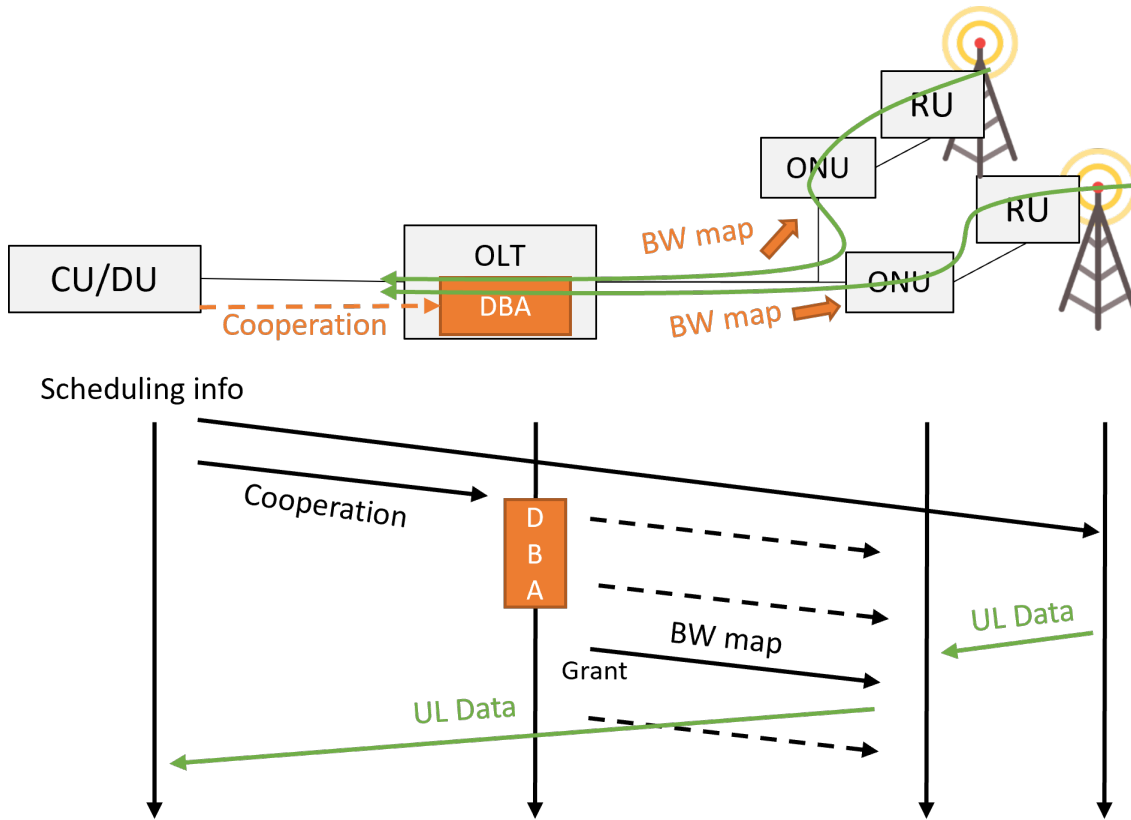 RU
ONU
RU
BW map
OLT
CU/DU
ONU
DBA
Cooperation
BW map
Scheduling info
Cooperation
D
B
A
UL Data
BW map
Grant
UL Data